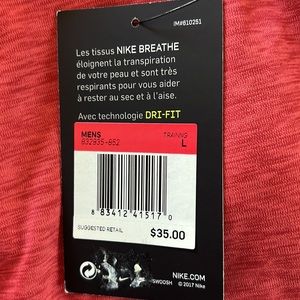 IM#610251
Les tissus NIKE BREATHE
éloignent la transpiration
de votre peau et sont très
respirants pour vous aider
à rester au sec et à l'aise.
Avec technologie DRI-FIT
MENS TRAINING
832835-852 L
8 83412 41517 0
SUGGESTED RETAIL $35.00
NIKE.COM
SWOOSH © 2017 Nike